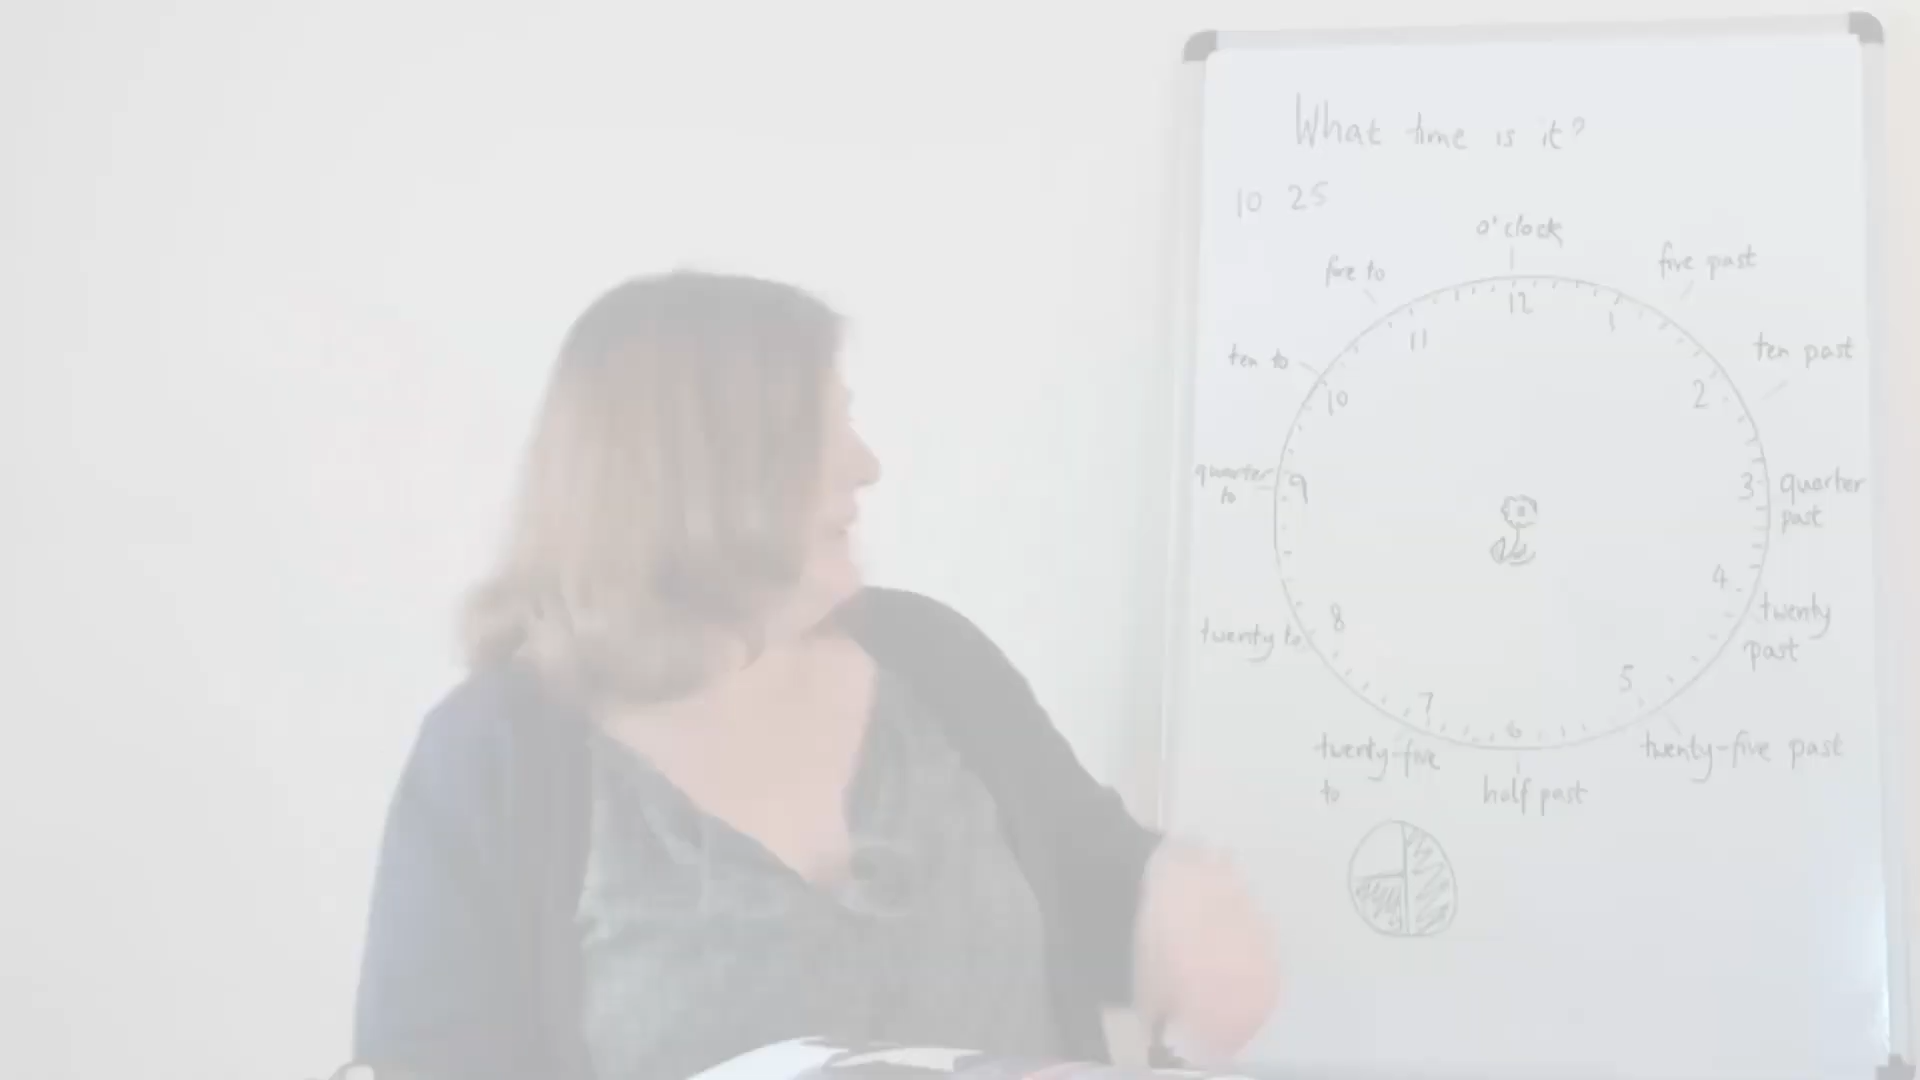 What time is it?
10 25
o'clock
five past
ten past
quarter
past
twenty
past
twenty-five past
half past
twenty-five
to
twenty to
quarter
to
ten to
five to
12
1
2
3
4
5
6
7
8
9
10
11